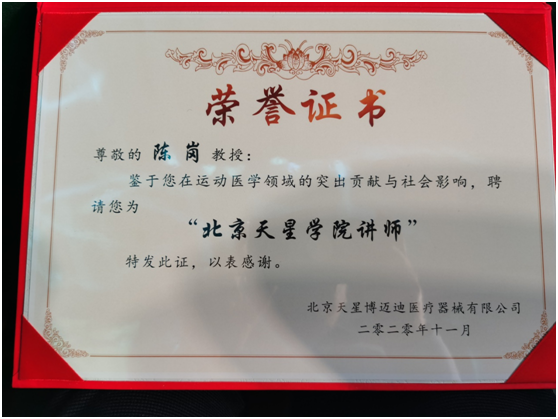 荣誉证书
尊敬的 陈岗 教授:
鉴于您在运动医学领域的突出贡献与社会影响,聘
请您为
“北京天星学院讲师”
特发此证,以表感谢。
北京天星博迈迪医疗器械有限公司
二零二零年十一月